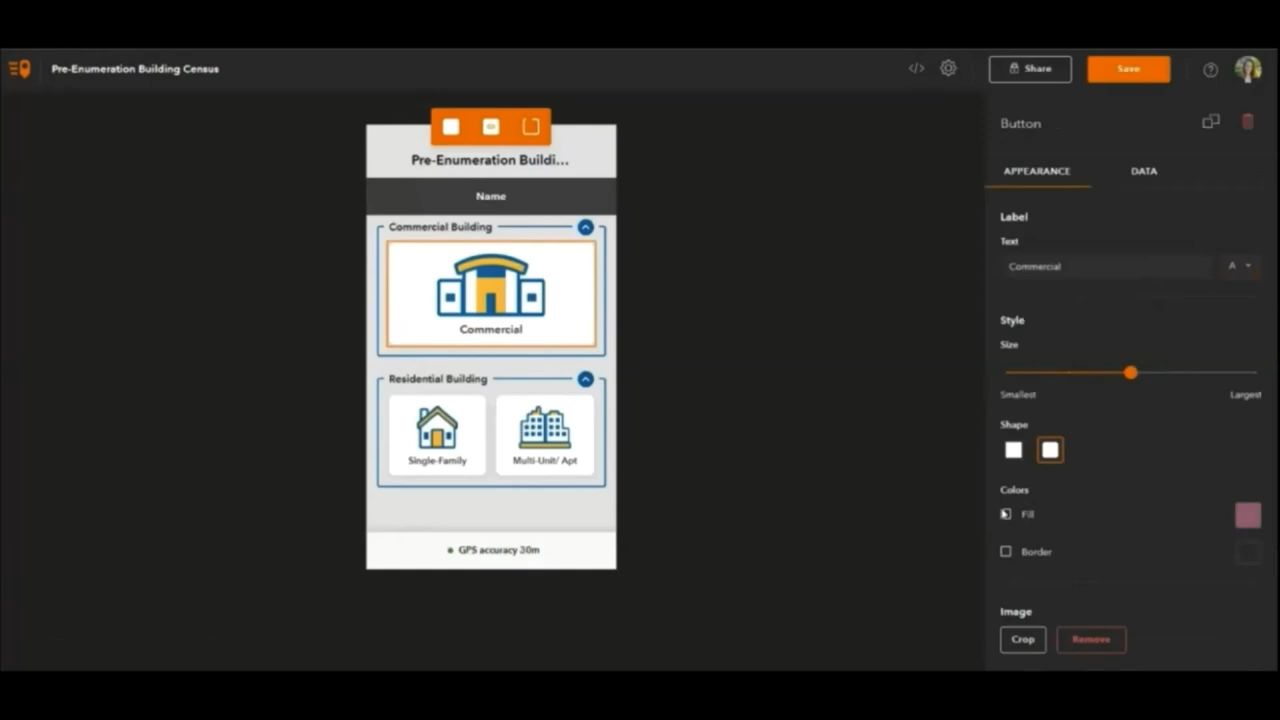 Pre-Enumeration Building Census
</>
Share
Save
Pre-Enumeration Buildi...
Name
Commercial Building
Commercial
Residential Building
Single-Family
Multi-Unit/ Apt
GPS accuracy 30m
Button
APPEARANCE
DATA
Label
Text
Commercial
A
Style
Size
Smallest
Largest
Shape
Colors
Fill
Border
Image
Crop
Remove